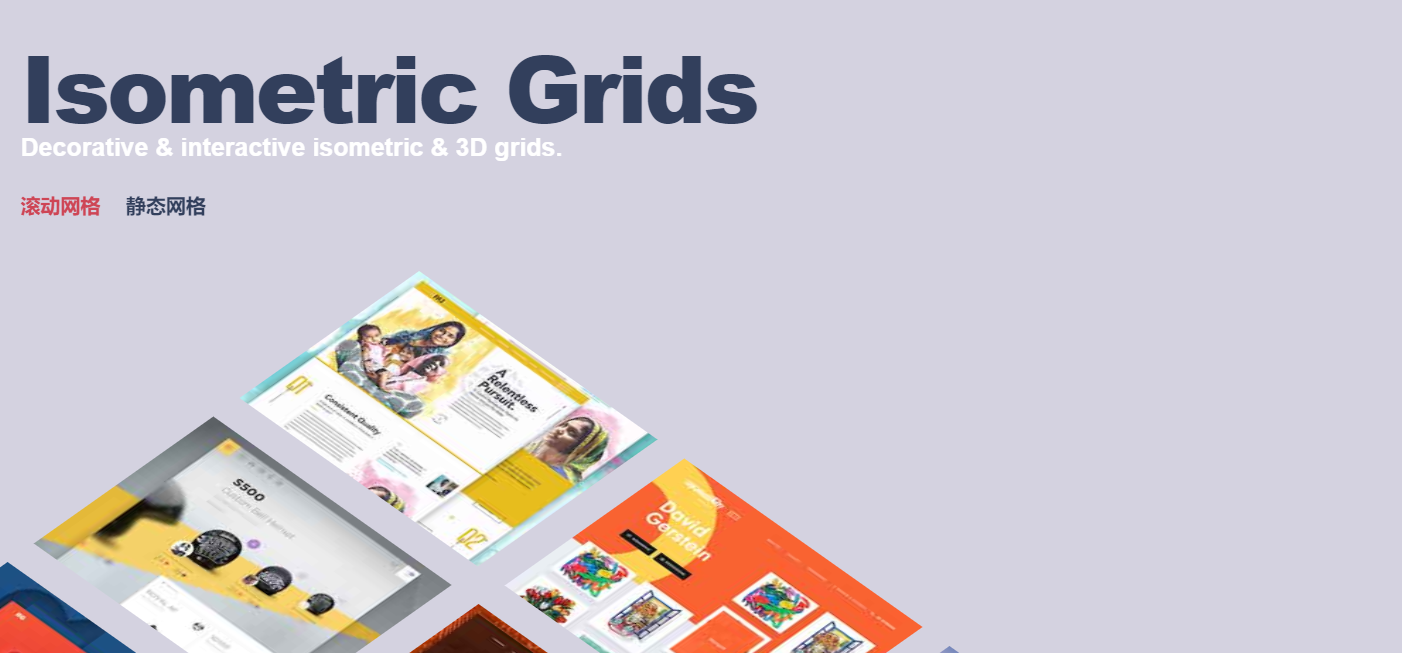 Isometric Grids
Decorative & interactive isometric & 3D grids.
滚动网格 静态网格
A
Relentless
Pursuit.
01
Consistent Quality
02
S500
Custom Bell Helmet
David
Gerstein